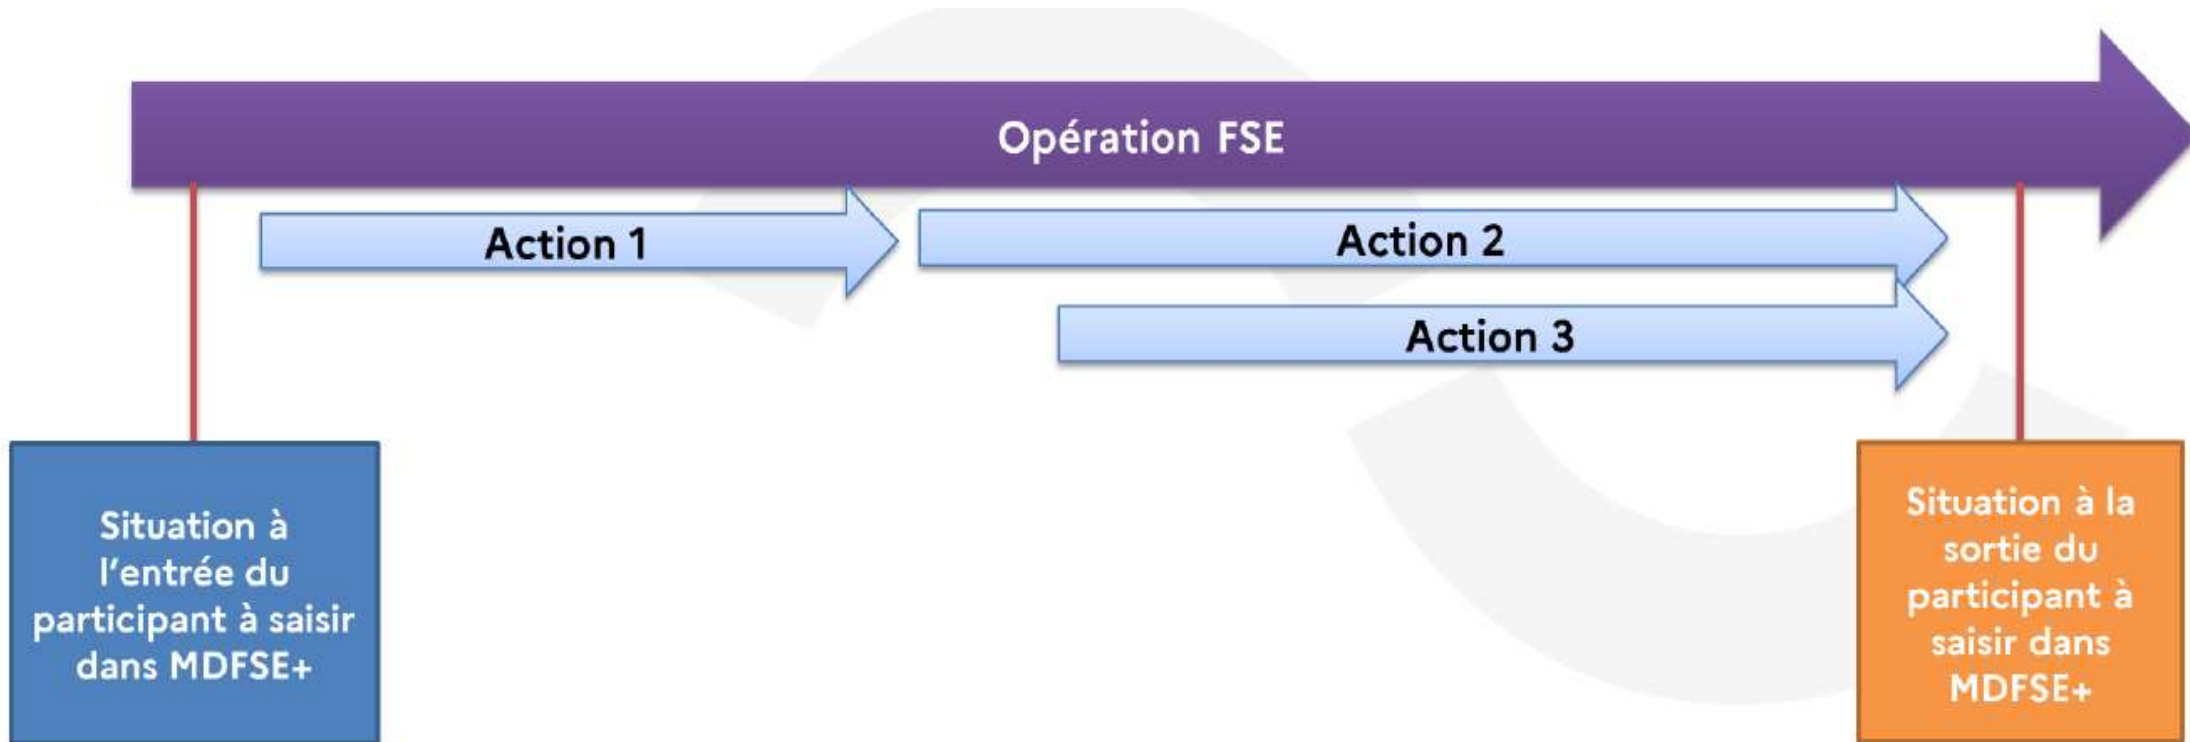 Opération FSE
Action 1
Action 2
Action 3
Situation à
l'entrée du
participant à saisir
dans MDFSE+
Situation à la
sortie du
participant à
saisir dans
MDFSE+